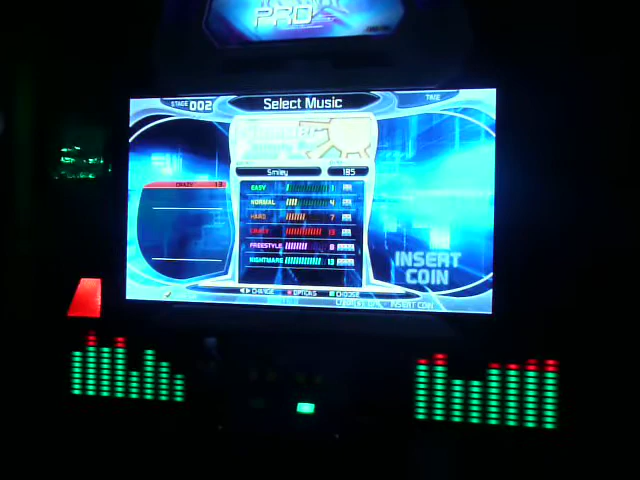 PRO
STAGE 002
Select Music
TIME
Smiley 195
CRAZY 13
EASY 1
NORMAL 4
HARD 7
CRAZY 13
FREESTYLE 8
NIGHTMARE 13
INSERT
COIN
CHANGE OPTIONS CHOOSE
INSERT COIN